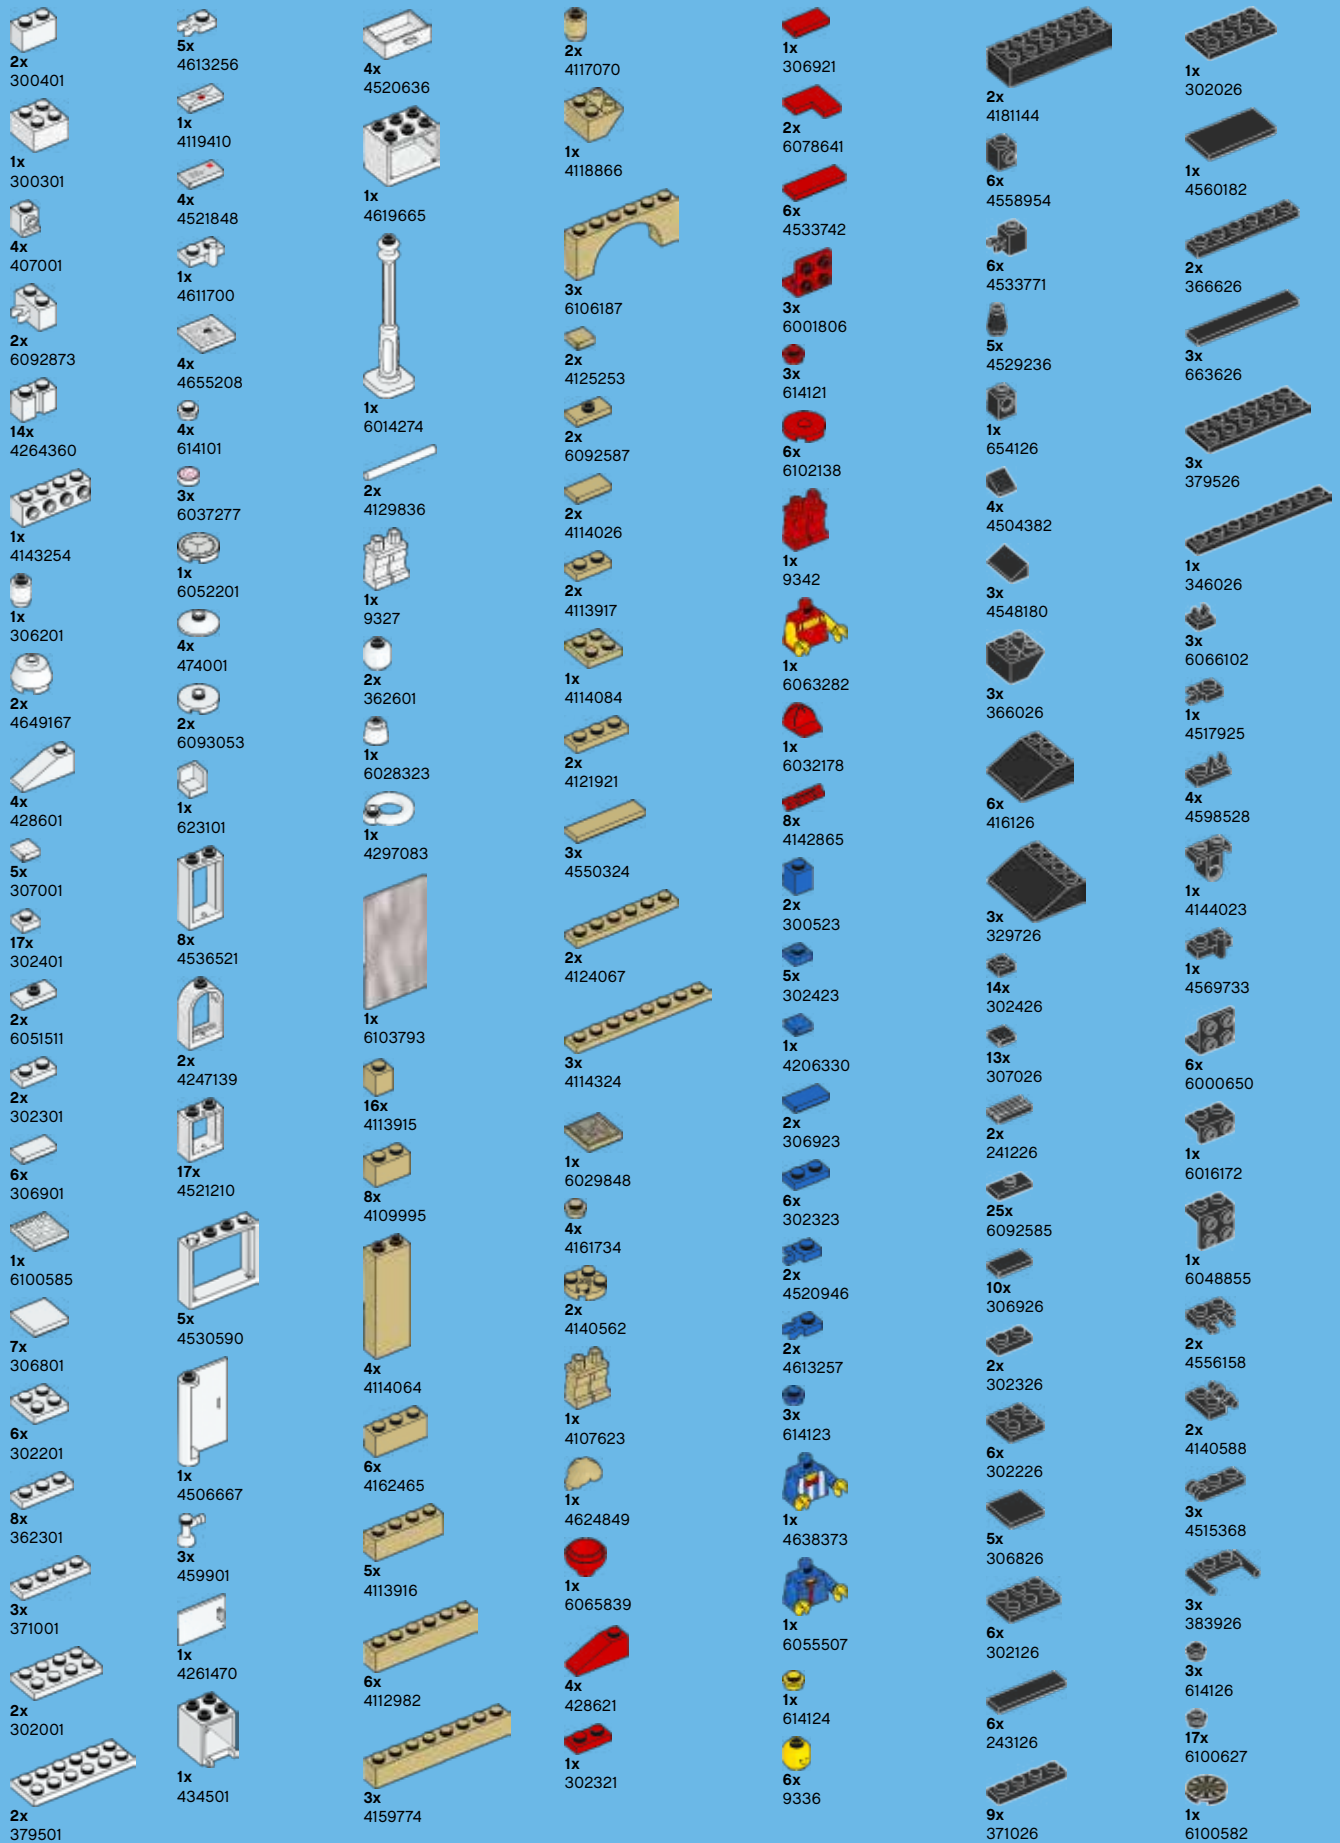 2x
300401
1x
300301
4x
407001
2x
6092873
14x
4264360
1x
4143254
1x
306201
2x
4649167
4x
428601
5x
307001
17x
302401
2x
6051511
2x
302301
6x
306901
1x
6100585
7x
306801
6x
302201
8x
362301
3x
371001
2x
302001
2x
379501
5x
4613256
1x
4119410
4x
4521848
1x
4611700
4x
4655208
4x
614101
3x
6037277
1x
6052201
4x
474001
2x
6093053
1x
623101
8x
4536521
2x
4247139
17x
4521210
5x
4530590
1x
4506667
3x
459901
1x
4261470
1x
434501
4x
4520636
1x
4619665
1x
6014274
2x
4129836
1x
9327
2x
362601
1x
6028323
1x
4297083
1x
6103793
16x
4113915
8x
4109995
4x
4114064
6x
4162465
5x
4113916
6x
4112982
3x
4159774
2x
4117070
1x
4118866
3x
6106187
2x
4125253
2x
6092587
2x
4114026
2x
4113917
1x
4114084
2x
4121921
3x
4550324
2x
4124067
3x
4114324
1x
6029848
4x
4161734
2x
4140562
1x
4107623
1x
4624849
1x
6065839
4x
428621
1x
302321
1x
306921
2x
6078641
6x
4533742
3x
6001806
3x
614121
6x
6102138
1x
9342
1x
6063282
1x
6032178
8x
4142865
2x
300523
5x
302423
1x
4206330
2x
306923
6x
302323
2x
4520946
2x
4613257
3x
614123
1x
4638373
1x
6055507
1x
614124
6x
9336
2x
4181144
6x
4558954
6x
4533771
5x
4529236
1x
654126
4x
4504382
3x
4548180
3x
366026
6x
416126
3x
329726
14x
302426
13x
307026
2x
241226
25x
6092585
10x
306926
2x
302326
6x
302226
5x
306826
6x
302126
6x
243126
9x
371026
1x
302026
1x
4560182
2x
366626
3x
663626
3x
379526
1x
346026
3x
6066102
1x
4517925
4x
4598528
1x
4144023
1x
4569733
6x
6000650
1x
6016172
1x
6048855
2x
4556158
2x
4140588
3x
4515368
3x
383926
3x
614126
17x
6100627
1x
6100582